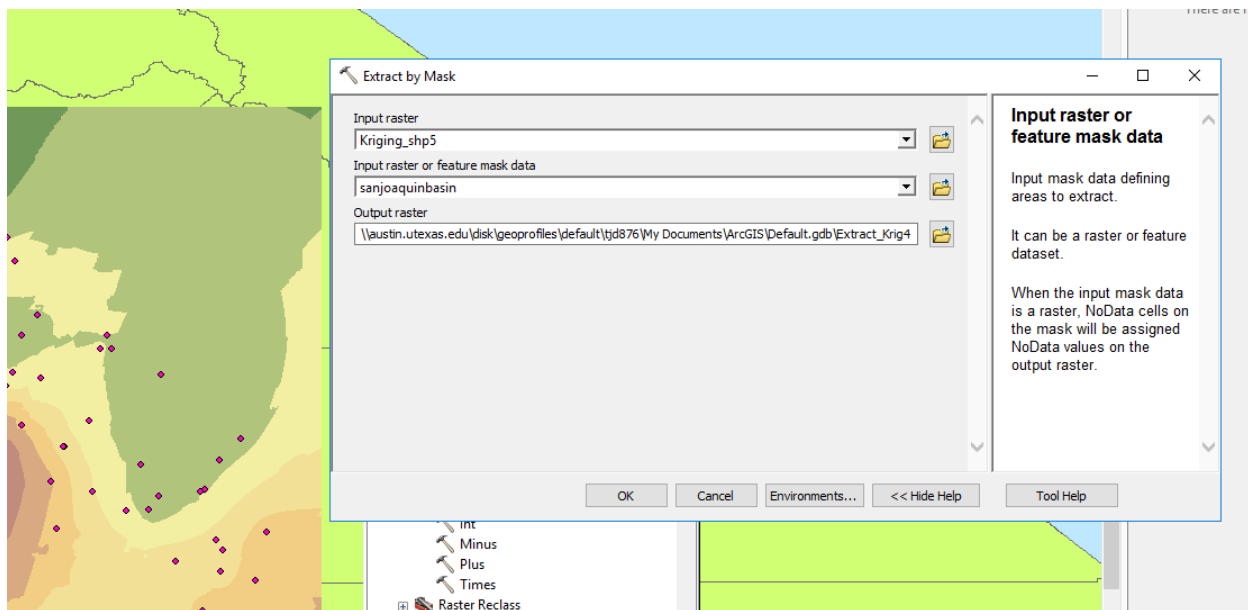 There are n
Extract by Mask
Input raster
Kriging_shp5
Input raster or feature mask data
sanjoaquinbasin
Output raster
\\austin.utexas.edu\disk\geoprofiles\default\tjd876\My Documents\ArcGIS\Default.gdb\Extract_Krig4
Input raster or
feature mask data
Input mask data defining
areas to extract.
It can be a raster or feature
dataset.
When the input mask data
is a raster, NoData cells on
the mask will be assigned
NoData values on the
output raster.
OK
Cancel
Environments...
<< Hide Help
Tool Help
Int
Minus
Plus
Times
Raster Reclass